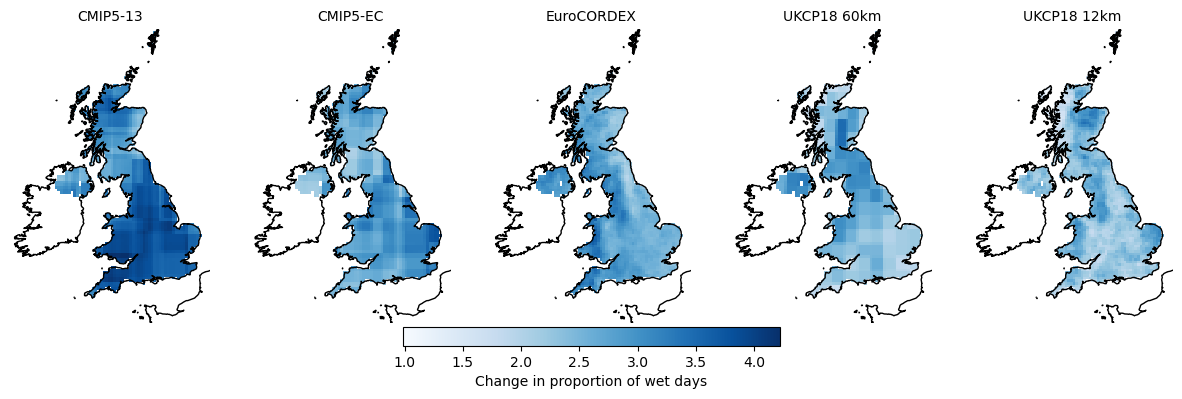 CMIP5-13 CMIP5-EC EuroCORDEX UKCP18 60km UKCP18 12km
1.0 1.5 2.0 2.5 3.0 3.5 4.0
Change in proportion of wet days